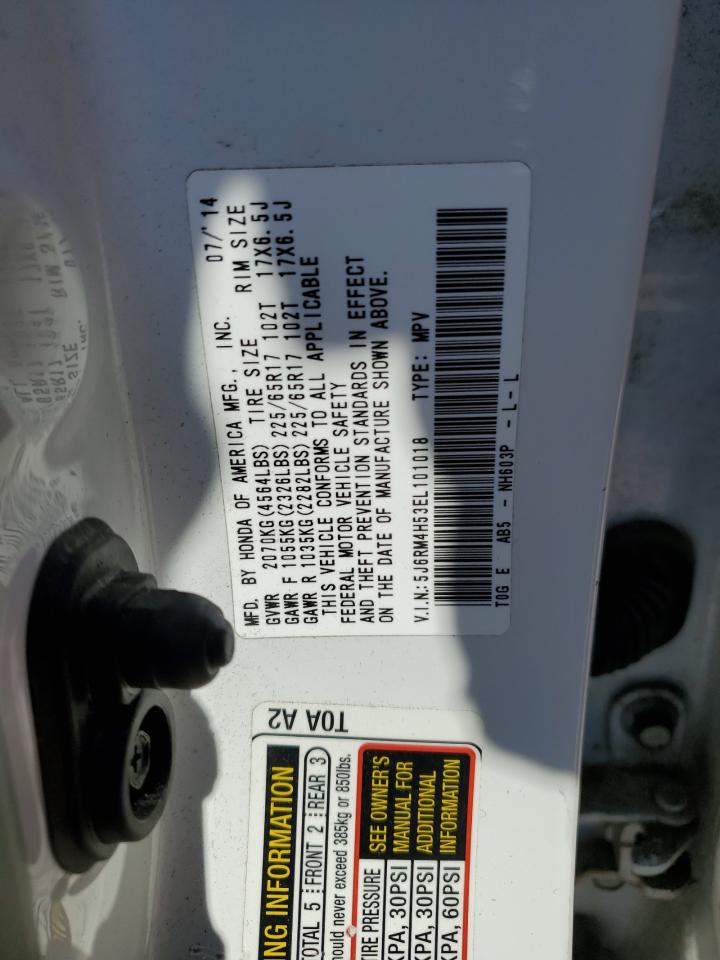 MFD. BY HONDA OF AMERICA MFG., INC. 07/'14
GVWR 2070KG(4564LBS) TIRE SIZE RIM SIZE
GAWR F 1055KG(2326LBS) 225/65R17 102T 17X6.5J
GAWR R 1035KG(2282LBS) 225/65R17 102T 17X6.5J
THIS VEHICLE CONFORMS TO ALL APPLICABLE
FEDERAL MOTOR VEHICLE SAFETY
AND THEFT PREVENTION STANDARDS IN EFFECT
ON THE DATE OF MANUFACTURE SHOWN ABOVE.
V.I.N.:5J6RM4H53EL101018 TYPE: MPV
T0G E AB5 - NH603P - L-L
T0A A2
INFORMATION
5 FRONT 2 REAR 3
never exceed 385kg or 850lbs.
PRESSURE
KPA, 30PSI
KPA, 30PSI
KPA, 60PSI
SEE OWNER'S
MANUAL FOR
ADDITIONAL
INFORMATION